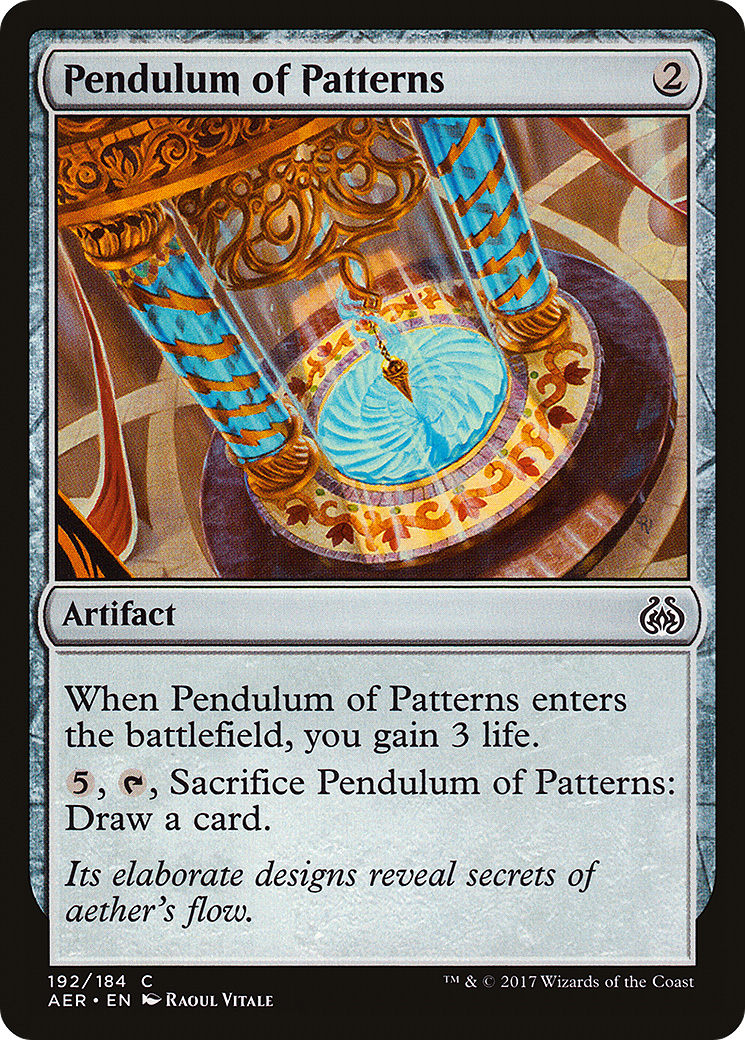 Pendulum of Patterns 2
Artifact
When Pendulum of Patterns enters
the battlefield, you gain 3 life.
5, , Sacrifice Pendulum of Patterns:
Draw a card.
Its elaborate designs reveal secrets of
aether's flow.
192/184 C
AER • EN Raoul Vitale
™ & © 2017 Wizards of the Coast